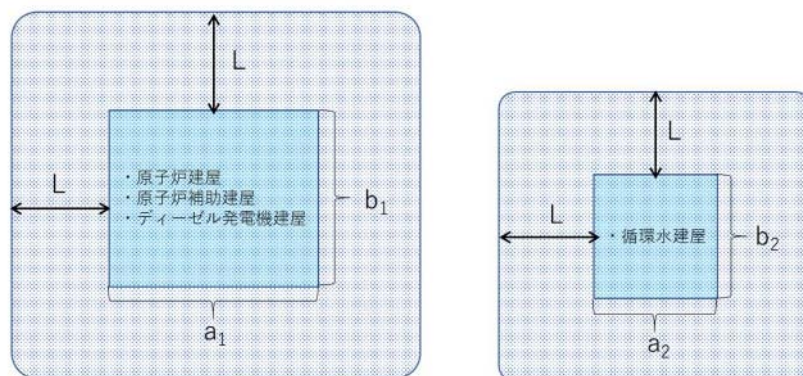 L
L
・原子炉建屋
・原子炉補助建屋
・ディーゼル発電機建屋
b₁
a₁
L
L
・循環水建屋
b₂
a₂